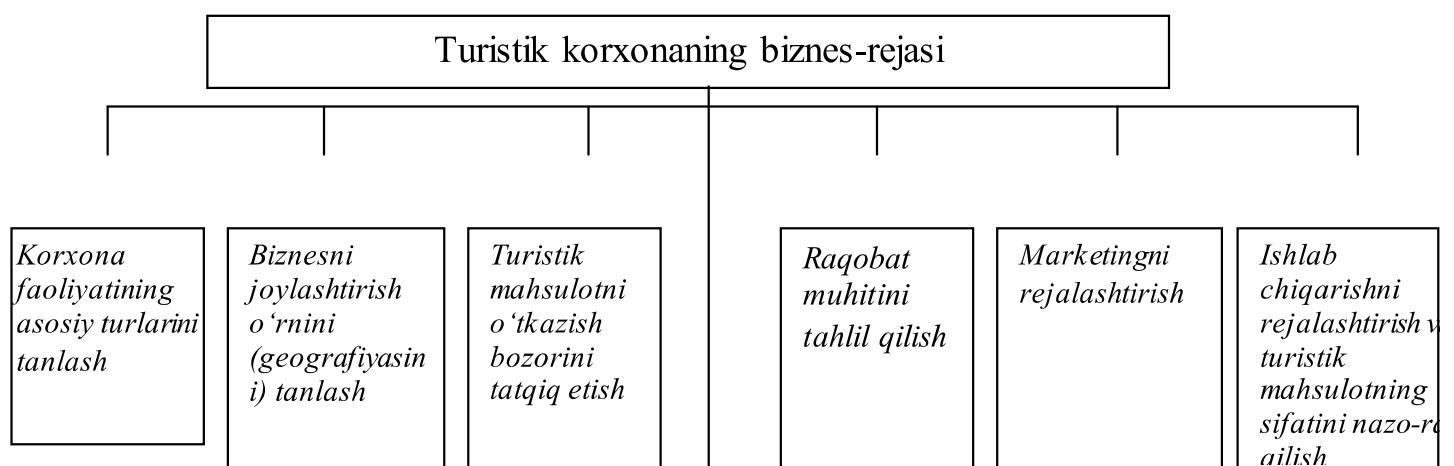 Turistik korxonaning biznes-rejasi
Korxona
faoliyatining
asosiy turlarini
tanlash
Biznesni
joylashtirish
o‘rnini
(geografiyasin
i) tanlash
Turistik
mahsulotni
o‘tkazish
bozorini
tatqiq etish
Raqobat
muhitini
tahlil qilish
Marketingni
rejalashtirish
Ishlab
chiqarishni
rejalashtirish
turistik
mahsulotning
sifatini
qilish